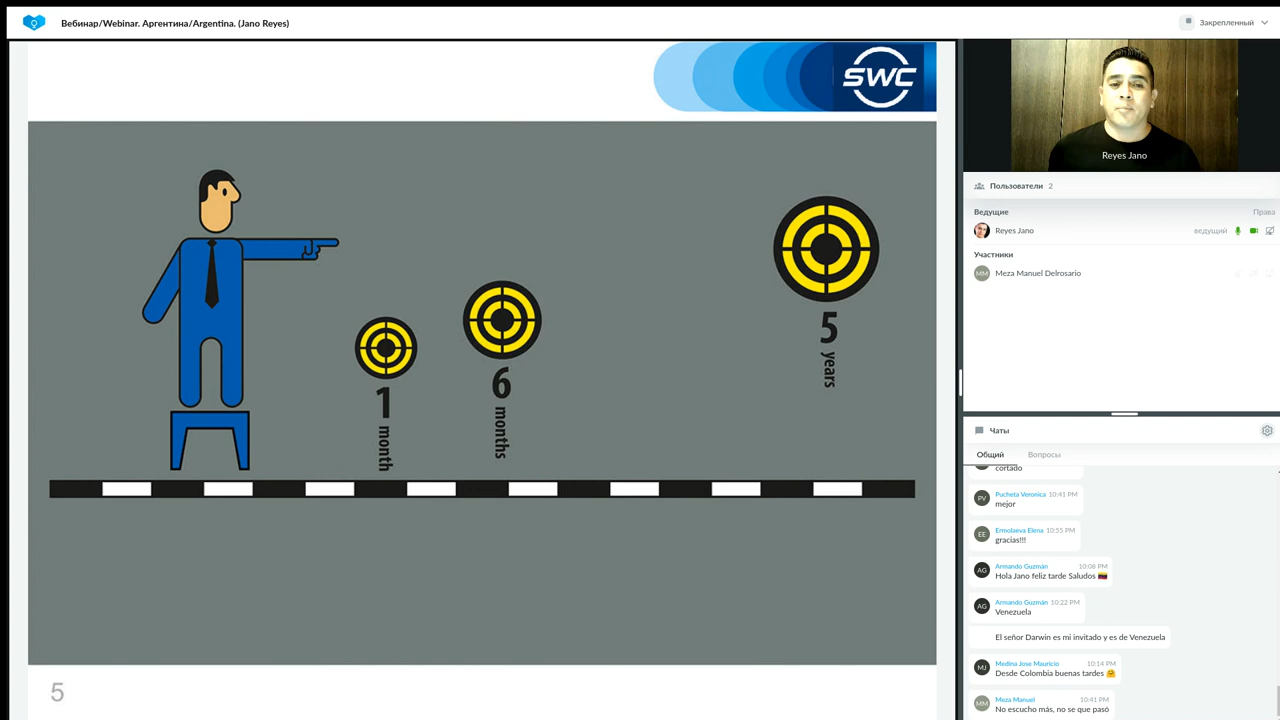 Вебинар/Webinar. Аргентина/Argentina. (Jano Reyes)
Закрепленный
SWC
1
month
6
months
5
years
5
Reyes Jano
Пользователи 2
Ведущие Права
Reyes Jano ведущий
Участники
MM Meza Manuel Delrosario
Чаты
Общий Вопросы
cortado
PV Pucheta Veronica 10:41 PM
mejor
EE Ermolaeva Elena 10:55 PM
gracias!!!
AG Armando Guzmán 10:08 PM
Hola Jano feliz tarde Saludos 🇻🇪
AG Armando Guzmán 10:22 PM
Venezuela
El señor Darwin es mi invitado y es de Venezuela
MJ Medina Jose Mauricio 10:14 PM
Desde Colombia buenas tardes 🤗
MM Meza Manuel 10:41 PM
No escucho más, no se que pasó